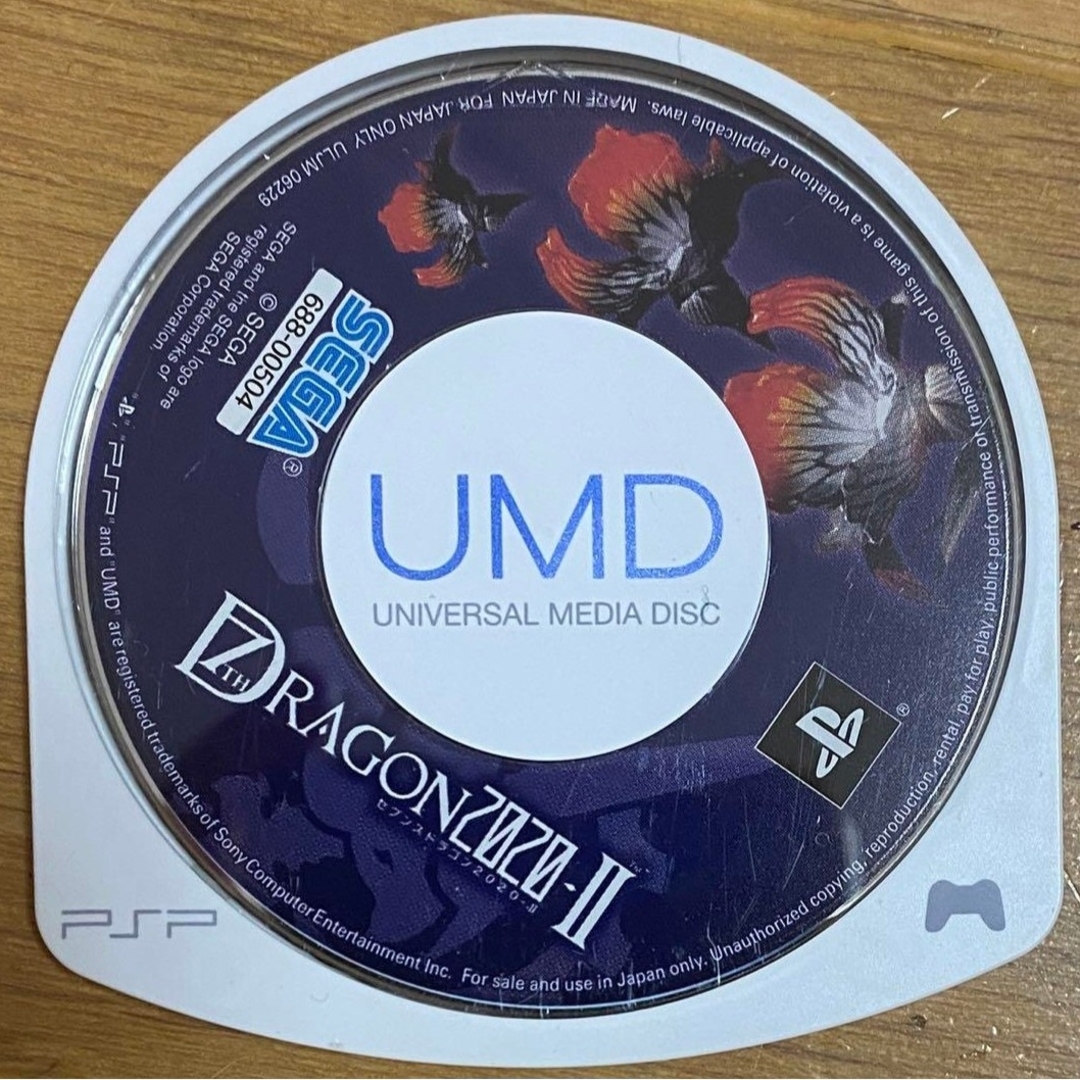 UMD
UNIVERSAL MEDIA DISC
7TH DRAGON2020-II
セブンスドラゴン2020-II
TM
SEGA®
688-00504
© SEGA
SEGA and the SEGA logo are
registered trademarks of
SEGA Corporation.
®
" ", "PSP" and "UMD" are registered trademarks of Sony Computer Entertainment Inc. For sale and use in Japan only. Unauthorized copying, reproduction, rental, pay for play, public performance or transmission of this game is a violation of applicable laws. MADE IN JAPAN FOR JAPAN ONLY ULJM 06229
PSP